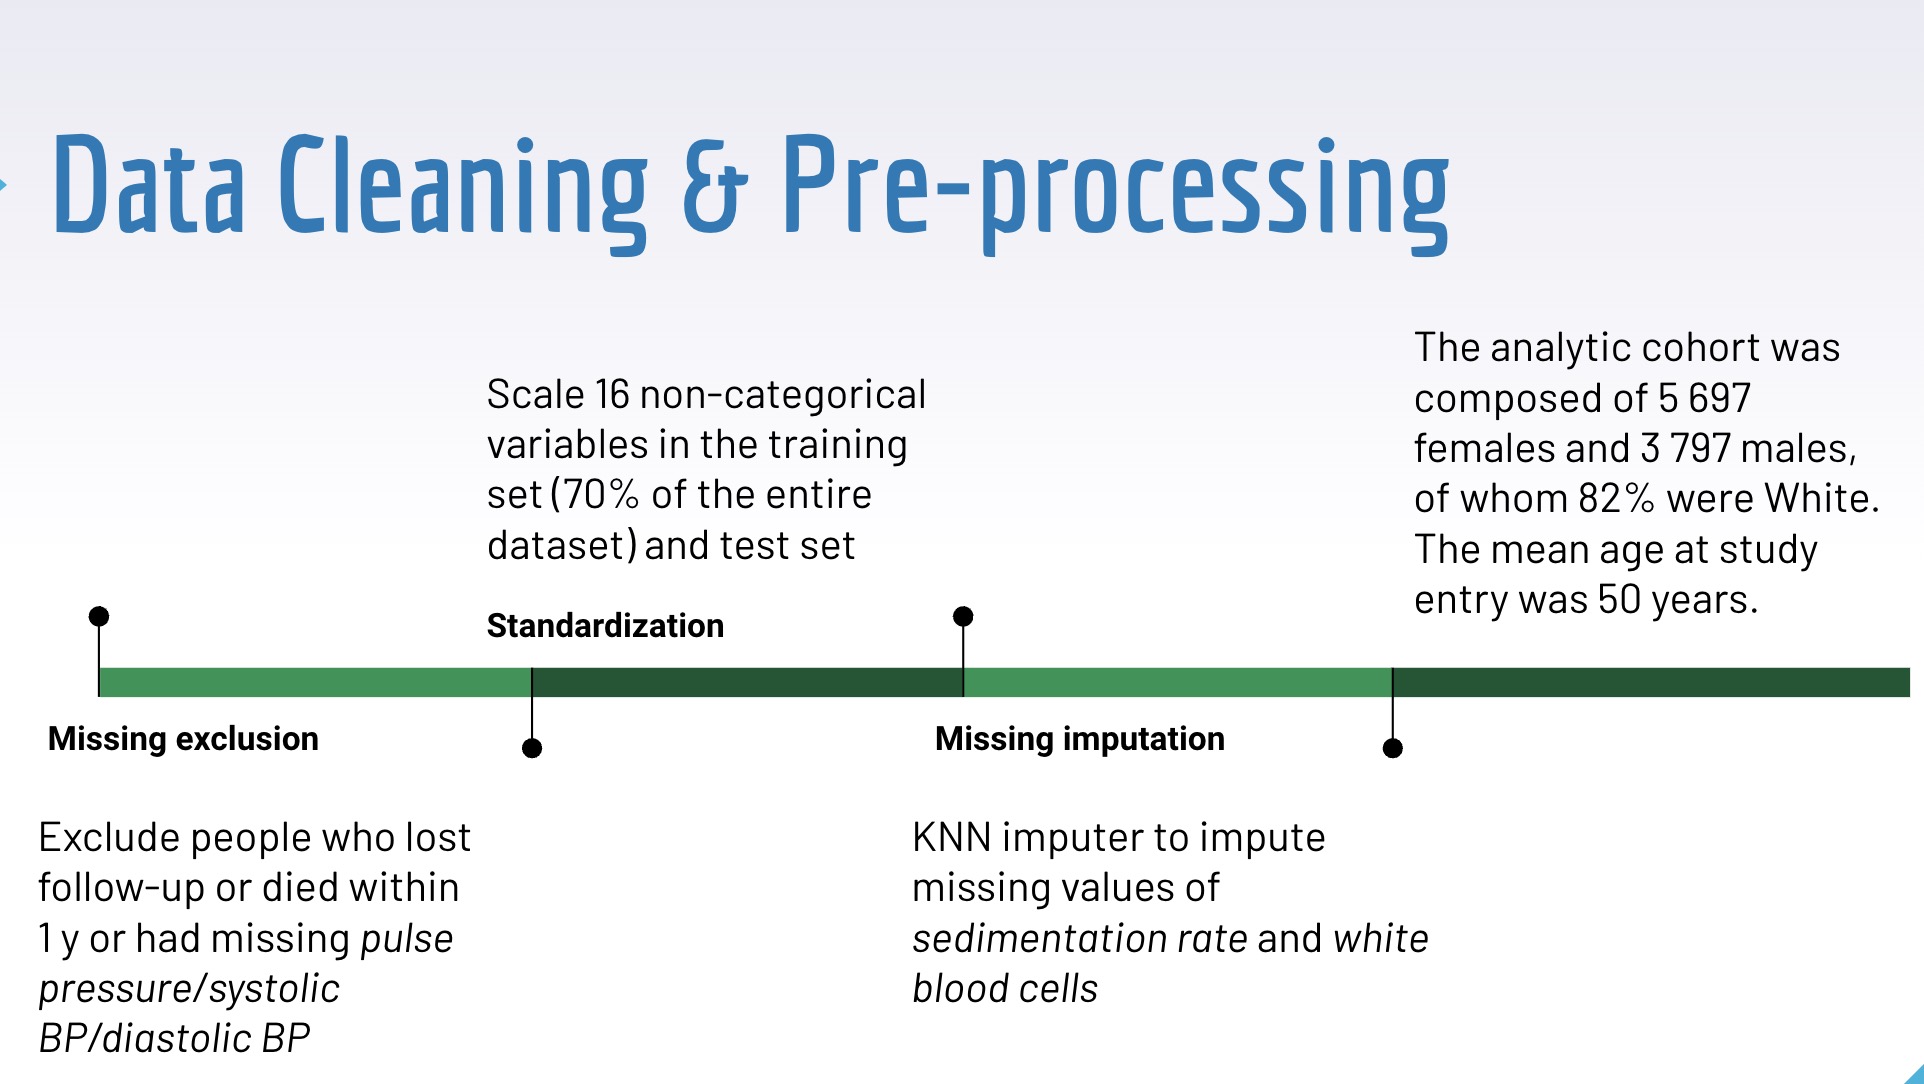 Data Cleaning & Pre-processing
Scale 16 non-categorical
variables in the training
set (70% of the entire
dataset) and test set
The analytic cohort was
composed of 5 697
females and 3 797 males,
of whom 82% were White.
The mean age at study
entry was 50 years.
Standardization
Missing exclusion
Missing imputation
Exclude people who lost
follow-up or died within
1 y or had missing pulse
pressure/systolic
BP/diastolic BP
KNN imputer to impute
missing values of
sedimentation rate and white
blood cells